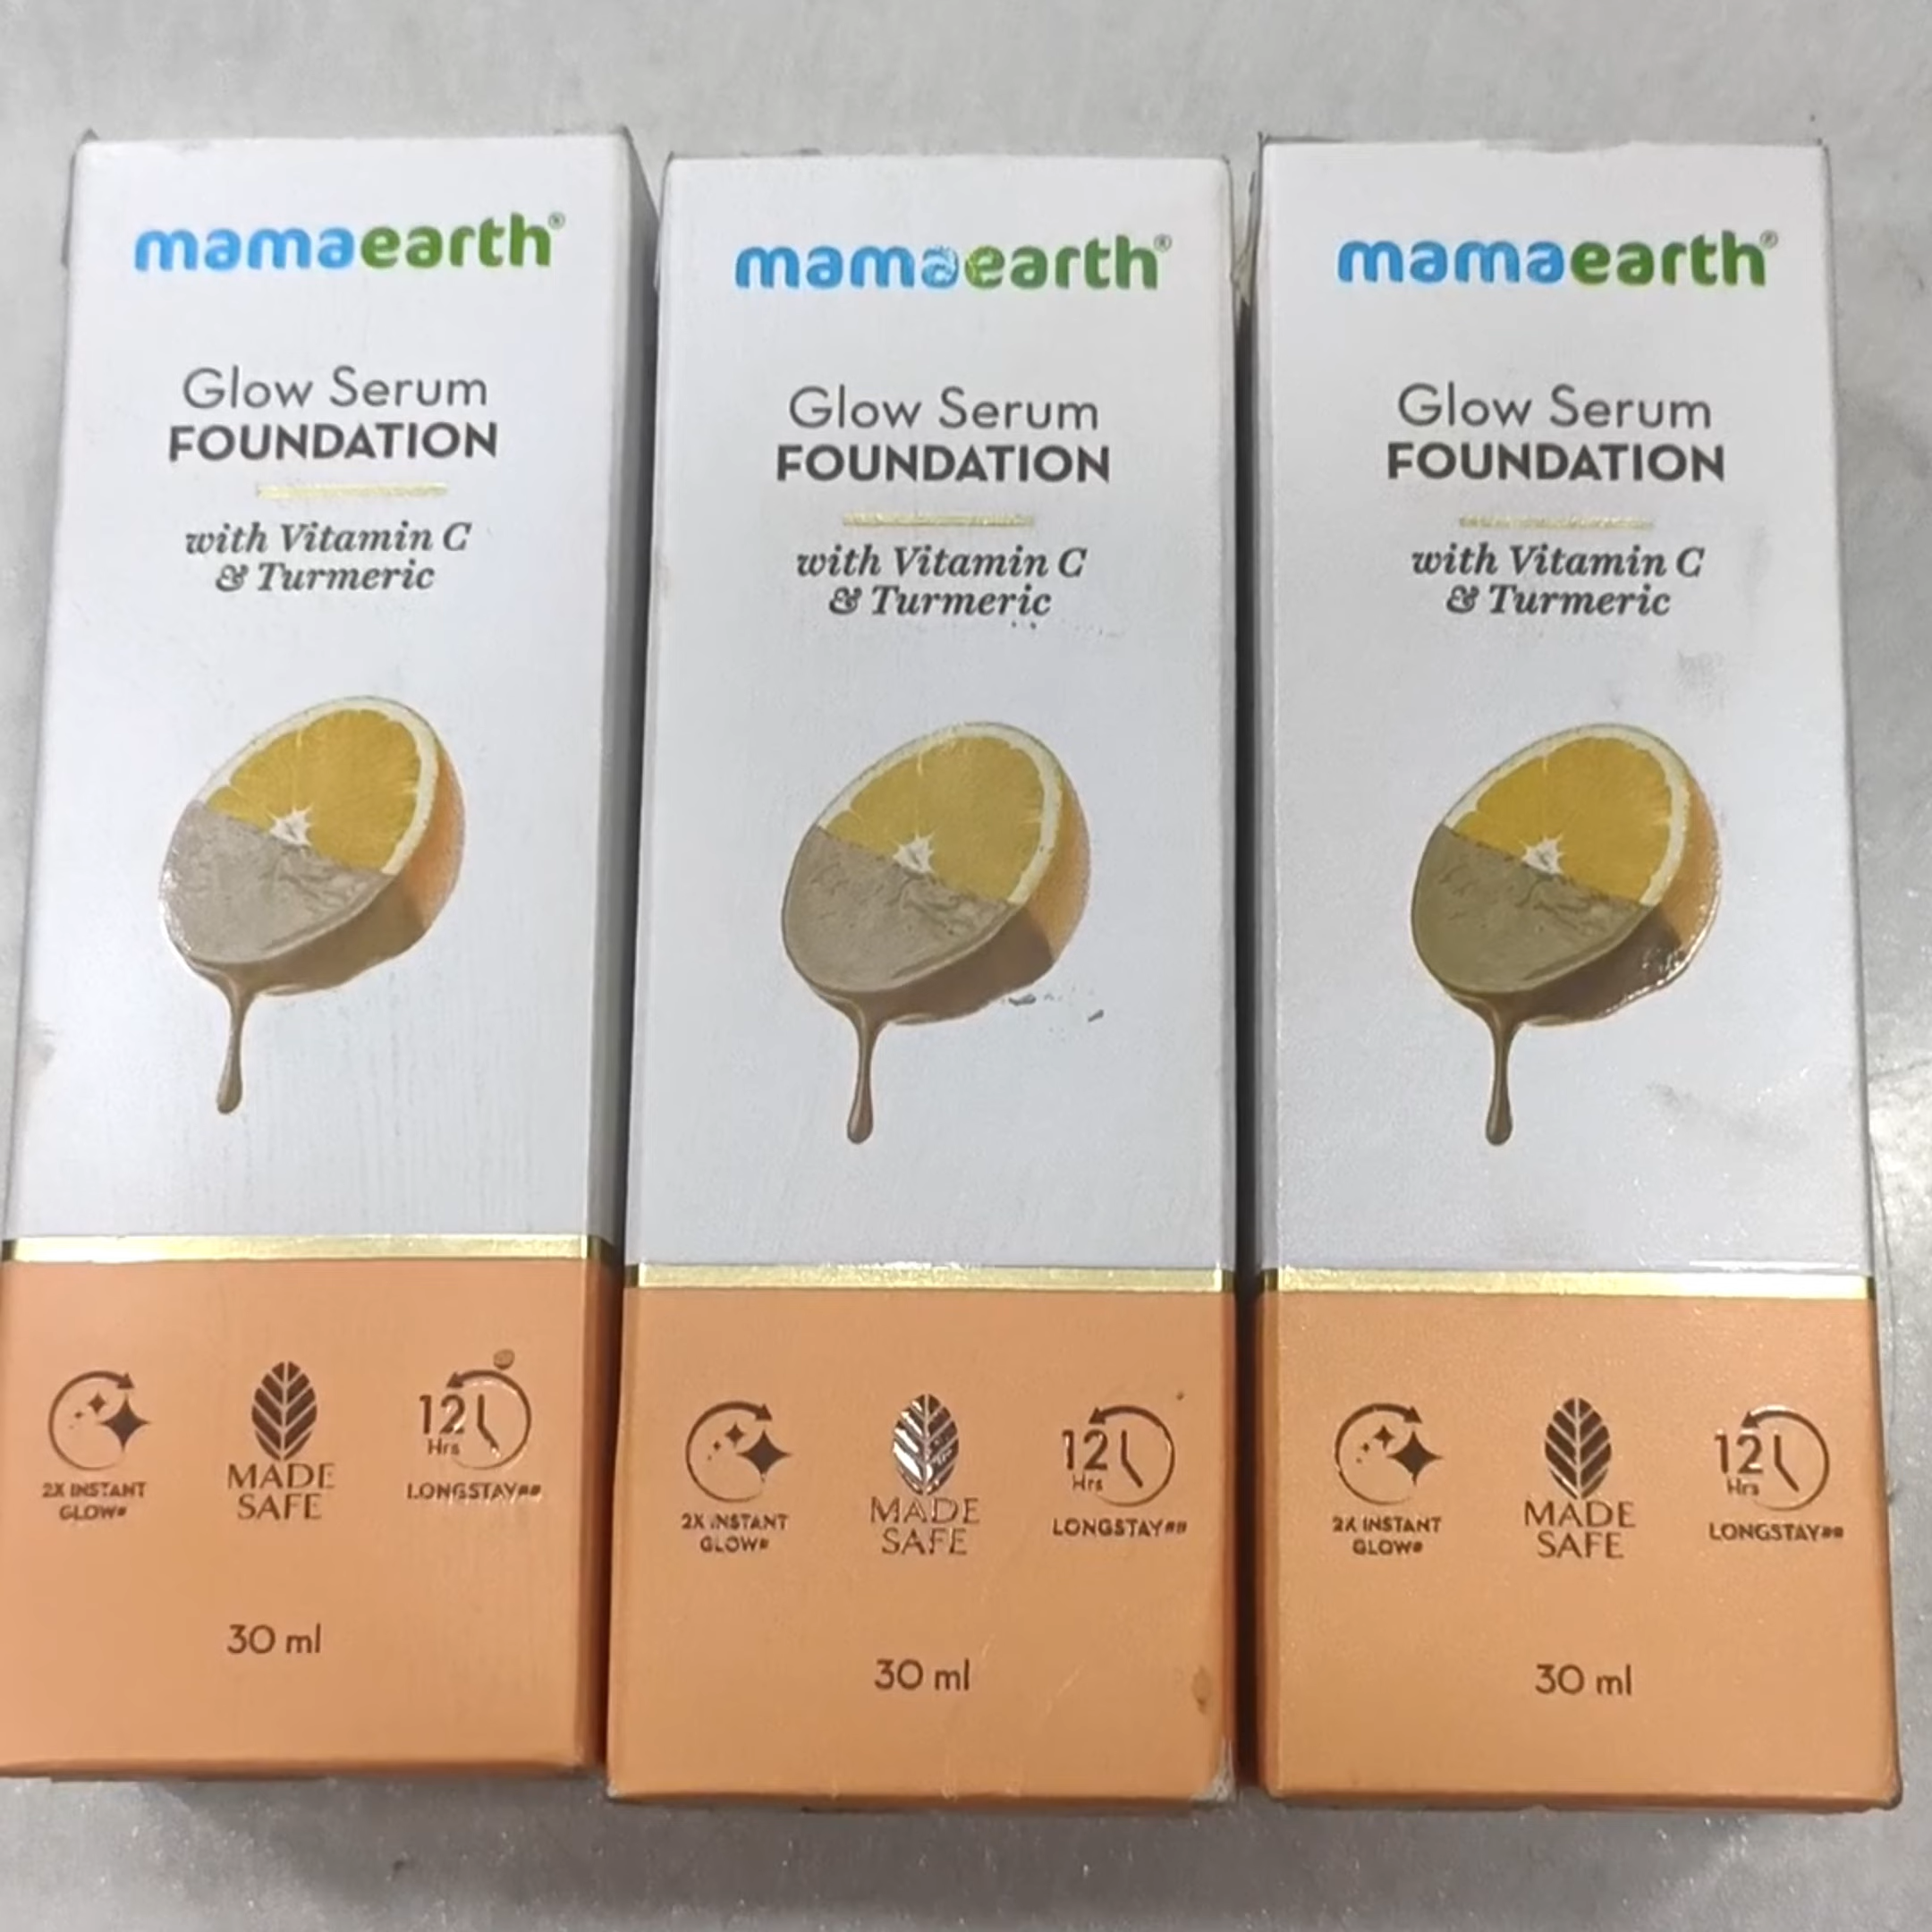 mamaearth®
Glow Serum
FOUNDATION
with Vitamin C
& Turmeric
2X INSTANT
GLOW#
MADE
SAFE
12
Hrs
LONGSTAY##
30 ml
mamaearth®
Glow Serum
FOUNDATION
with Vitamin C
& Turmeric
2X INSTANT
GLOW#
MADE
SAFE
12
Hrs
LONGSTAY##
30 ml
mamaearth®
Glow Serum
FOUNDATION
with Vitamin C
& Turmeric
2X INSTANT
GLOW#
MADE
SAFE
12
Hrs
LONGSTAY##
30 ml